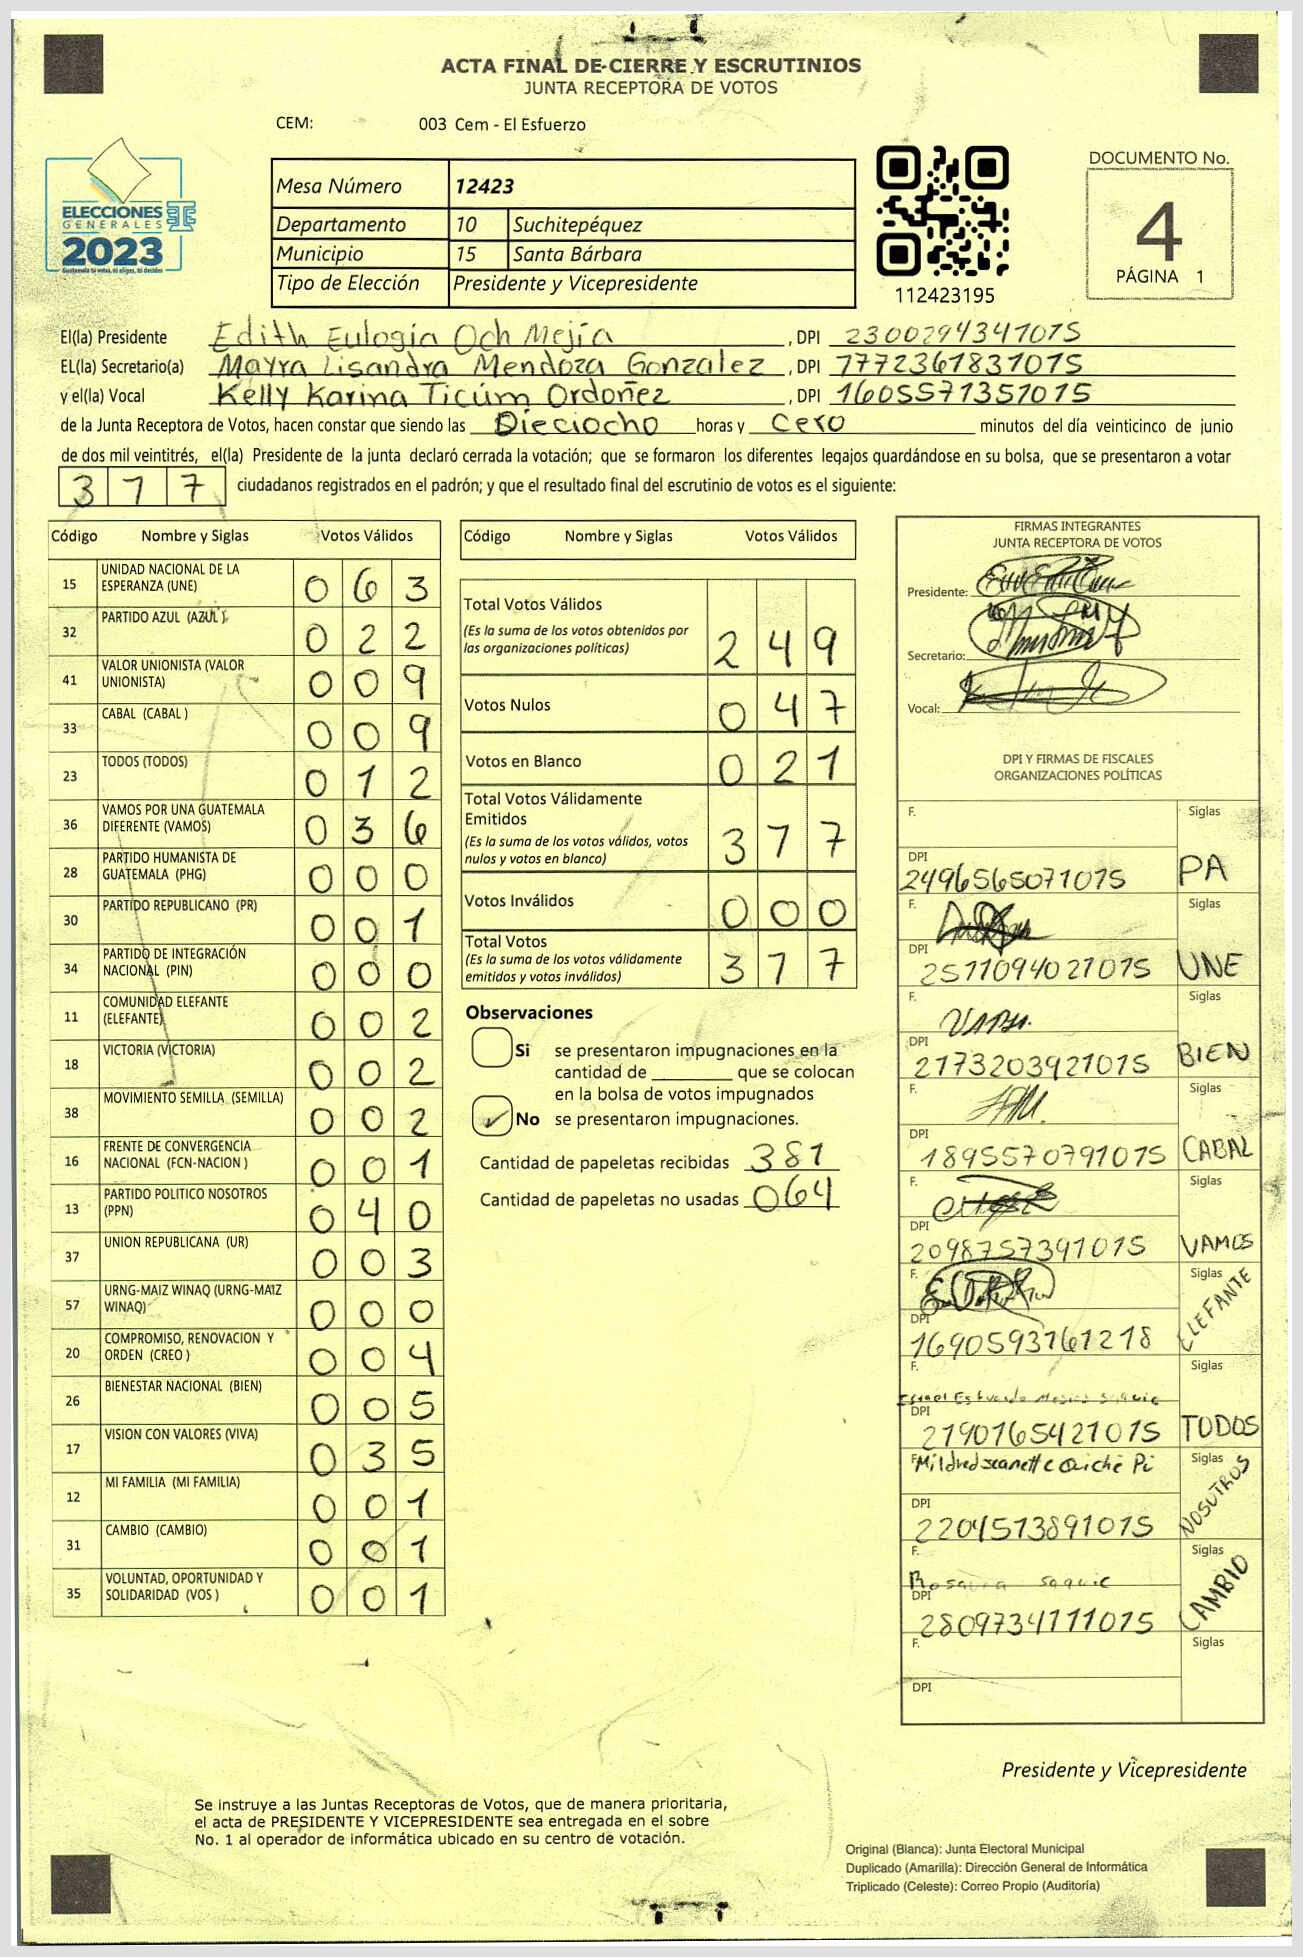 ACTA FINAL DE CIERRE Y ESCRUTINIOS
JUNTA RECEPTORA DE VOTOS
CEM: 003 Cem - El Esfuerzo
ELECCIONES
GENERALES
2023
Guatemala tú votas, tú eliges, tú decides
Mesa Número 12423
Departamento 10 Suchitepéquez
Municipio 15 Santa Bárbara
Tipo de Elección Presidente y Vicepresidente
112423195
DOCUMENTO No.
4
PÁGINA 1
El(la) Presidente Edith Eulogia Och Mejía, DPI 2300294341015
EL(la) Secretario(a) Mayra Lisandra Mendoza Gonzalez, DPI 1772361831015
y el(la) Vocal Kelly Karina Ticúm Ordoñez, DPI 1605571351015
de la Junta Receptora de Votos, hacen constar que siendo las Dieciocho horas y Cero minutos del día veinticinco de junio
de dos mil veintitrés, el(la) Presidente de la junta declaró cerrada la votación; que se formaron los diferentes legajos guardándose en su bolsa, que se presentaron a votar
3 1 7 ciudadanos registrados en el padrón; y que el resultado final del escrutinio de votos es el siguiente:
Código Nombre y Siglas Votos Válidos
15 UNIDAD NACIONAL DE LA ESPERANZA (UNE) 0 6 3
32 PARTIDO AZUL (AZUL ) 0 2 2
41 VALOR UNIONISTA (VALOR UNIONISTA) 0 0 9
33 CABAL (CABAL ) 0 0 9
23 TODOS (TODOS) 0 1 2
36 VAMOS POR UNA GUATEMALA DIFERENTE (VAMOS) 0 3 6
28 PARTIDO HUMANISTA DE GUATEMALA (PHG) 0 0 0
30 PARTIDO REPUBLICANO (PR) 0 0 1
34 PARTIDO DE INTEGRACIÓN NACIONAL (PIN) 0 0 0
11 COMUNIDAD ELEFANTE (ELEFANTE) 0 0 2
18 VICTORIA (VICTORIA) 0 0 2
38 MOVIMIENTO SEMILLA (SEMILLA) 0 0 2
16 FRENTE DE CONVERGENCIA NACIONAL (FCN-NACION ) 0 0 1
13 PARTIDO POLITICO NOSOTROS (PPN) 0 4 0
37 UNION REPUBLICANA (UR) 0 0 3
57 URNG-MAIZ WINAQ (URNG-MAIZ WINAQ) 0 0 0
20 COMPROMISO, RENOVACION Y ORDEN (CREO ) 0 0 4
26 BIENESTAR NACIONAL (BIEN) 0 0 5
17 VISION CON VALORES (VIVA) 0 3 5
12 MI FAMILIA (MI FAMILIA) 0 0 1
31 CAMBIO (CAMBIO) 0 0 1
35 VOLUNTAD, OPORTUNIDAD Y SOLIDARIDAD (VOS ) 0 0 1
Código Nombre y Siglas Votos Válidos
Total Votos Válidos
(Es la suma de los votos obtenidos por las organizaciones políticas) 2 4 9
Votos Nulos 0 4 7
Votos en Blanco 0 2 1
Total Votos Válidamente Emitidos
(Es la suma de los votos válidos, votos nulos y votos en blanco) 3 1 7
Votos Inválidos 0 0 0
Total Votos
(Es la suma de los votos válidamente emitidos y votos inválidos) 3 1 7
Observaciones
Si se presentaron impugnaciones en la
cantidad de ________ que se colocan
en la bolsa de votos impugnados
No se presentaron impugnaciones.
Cantidad de papeletas recibidas 381
Cantidad de papeletas no usadas 064
FIRMAS INTEGRANTES
JUNTA RECEPTORA DE VOTOS
Presidente:
Secretario:
Vocal:
DPI Y FIRMAS DE FISCALES
ORGANIZACIONES POLÍTICAS
F. Siglas
DPI 2496565071015 PA
F. Siglas
DPI 2511094021015 UNE
F. Siglas
DPI 2173203921015 BIEN
F. Siglas
DPI 1895570791015 CABAL
F. Siglas
DPI 2098757391015 VAMOS
F. Siglas
DPI 1690593161218 ELEFANTE
F. Siglas
DPI 2190165421015 TODOS
F. Mildred Jeanette Quiché Pi Siglas
DPI 2204513891015 NOSOTROS
F. Rosaura Saquic Siglas
DPI 2809734111015 CAMBIO
F. Siglas
DPI
Presidente y Vicepresidente
Se instruye a las Juntas Receptoras de Votos, que de manera prioritaria,
el acta de PRESIDENTE Y VICEPRESIDENTE sea entregada en el sobre
No. 1 al operador de informática ubicado en su centro de votación.
Original (Blanca): Junta Electoral Municipal
Duplicado (Amarilla): Dirección General de Informática
Triplicado (Celeste): Correo Propio (Auditoría)